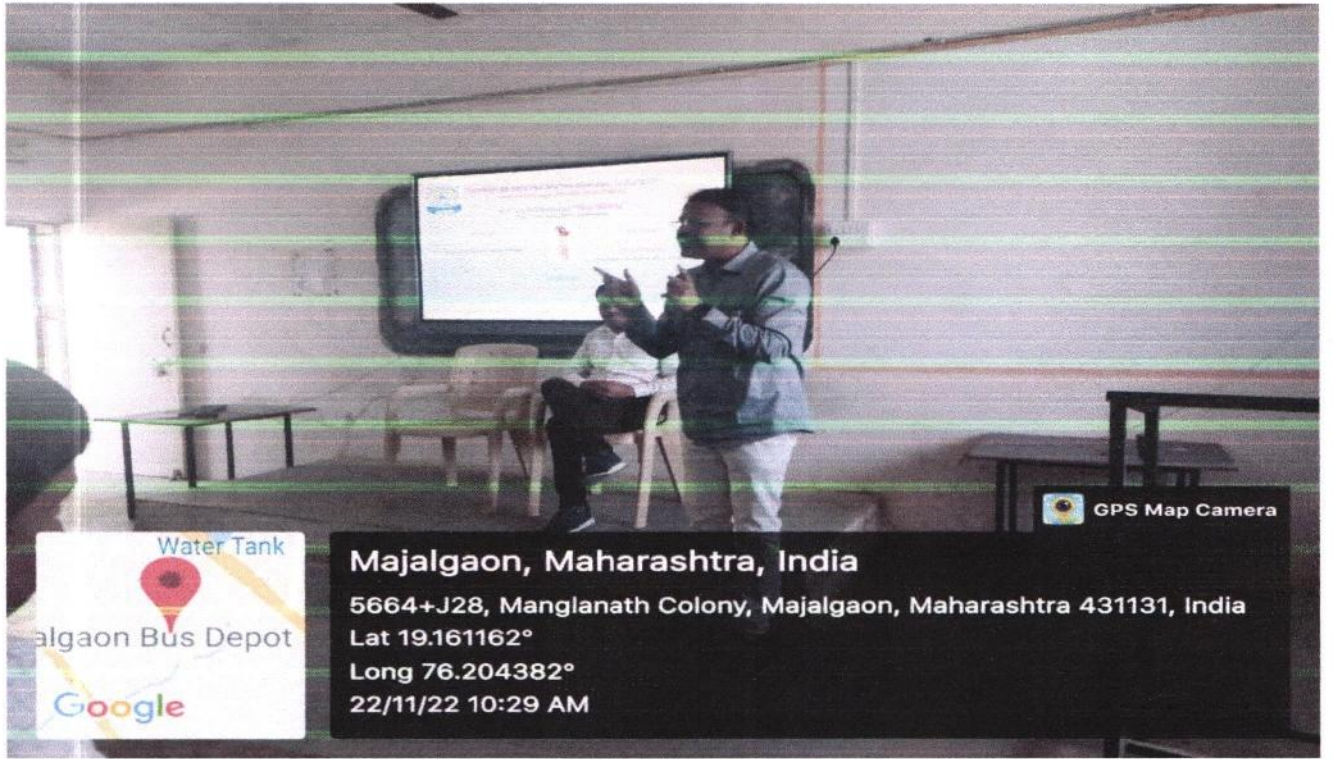 GPS Map Camera
Water Tank
algaon Bus Depot
Google
Majalgaon, Maharashtra, India
5664+J28, Manglanath Colony, Majalgaon, Maharashtra 431131, India
Lat 19.161162°
Long 76.204382°
22/11/22 10:29 AM